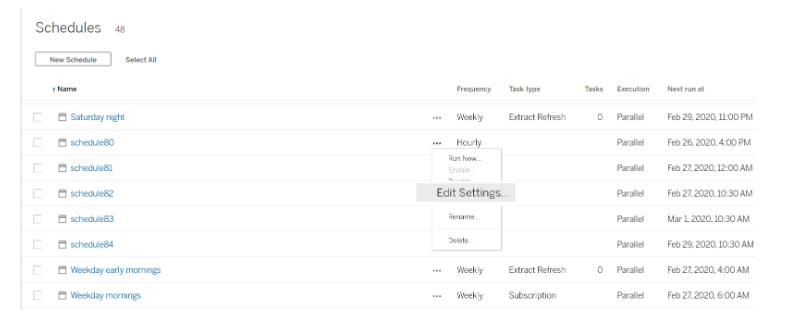 Schedules 48
New Schedule Select All
↑ Name Frequency Task type Tasks Execution Next run at
Saturday night ... Weekly Extract Refresh 0 Parallel Feb 29, 2020, 11:00 PM
schedule80 ... Hourly Parallel Feb 26, 2020, 4:00 PM
Run Now...
Enable...
schedule81 Parallel Feb 27, 2020, 12:00 AM
schedule82 Edit Settings... Parallel Feb 27, 2020, 10:30 AM
schedule83 Rename... Parallel Mar 1, 2020, 10:30 AM
schedule84 Delete... Parallel Feb 29, 2020, 10:30 AM
Weekday early mornings ... Weekly Extract Refresh 0 Parallel Feb 27, 2020, 4:00 AM
Weekday mornings ... Weekly Subscription Parallel Feb 27, 2020, 6:00 AM